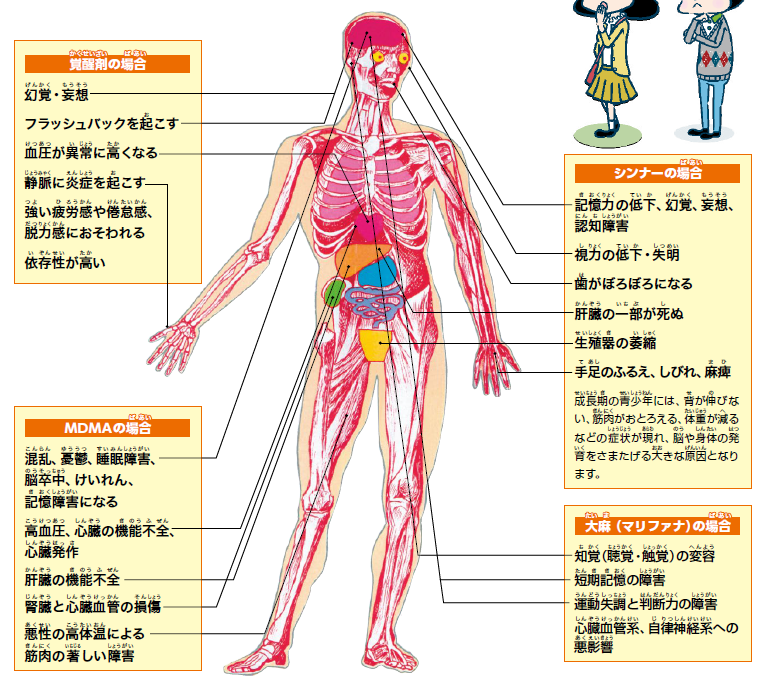 覚醒剤の場合
幻覚・妄想
フラッシュバックを起こす
血圧が異常に高くなる
静脈に炎症を起こす
強い疲労感や倦怠感、
脱力感におそわれる
依存性が高い
MDMAの場合
混乱、憂鬱、睡眠障害、
脳卒中、けいれん、
記憶障害になる
高血圧、心臓の機能不全、
心臓発作
肝臓の機能不全
腎臓と心臓血管の損傷
悪性の高体温による
筋肉の著しい障害
シンナーの場合
記憶力の低下、幻覚、妄想、
認知障害
視力の低下・失明
歯がぼろぼろになる
肝臓の一部が死ぬ
生殖器の萎縮
手足のふるえ、しびれ、麻痺
成長期の青少年には、背が伸びな
い、筋肉がおとろえる、体重が減る
などの症状が現れ、脳や身体の発
育をさまたげる大きな原因となり
ます。
大麻（マリファナ）の場合
知覚（聴覚・触覚）の変容
短期記憶の障害
運動失調と判断力の障害
心臓血管系、自律神経系への
悪影響